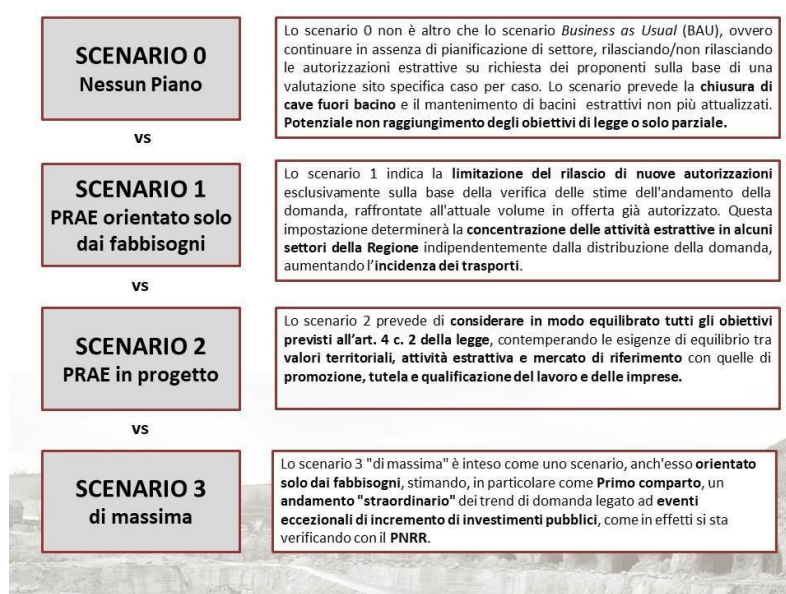 SCENARIO 0
Nessun Piano
Lo scenario 0 non è altro che lo scenario Business as Usual (BAU), ovvero
continuare in assenza di pianificazione di settore, rilasciando/non rilasciando
le autorizzazioni estrattive su richiesta dei proponenti sulla base di una
valutazione sito specifica caso per caso. Lo scenario prevede la chiusura di
cave fuori bacino e il mantenimento di bacini estrattivi non più attualizzati.
Potenziale non raggiungimento degli obiettivi di legge o solo parziale.
vs
SCENARIO 1
PRAE orientato solo
dai fabbisogni
Lo scenario 1 indica la limitazione del rilascio di nuove autorizzazioni
esclusivamente sulla base della verifica delle stime dell'andamento della
domanda, raffrontate all'attuale volume in offerta già autorizzato. Questa
impostazione determinerà la concentrazione delle attività estrattive in alcuni
settori della Regione indipendentemente dalla distribuzione della domanda,
aumentando l'incidenza dei trasporti.
vs
SCENARIO 2
PRAE in progetto
Lo scenario 2 prevede di considerare in modo equilibrato tutti gli obiettivi
previsti all'art. 4 c. 2 della legge, contemperando le esigenze di equilibrio tra
valori territoriali, attività estrattiva e mercato di riferimento con quelle di
promozione, tutela e qualificazione del lavoro e delle imprese.
vs
SCENARIO 3
di massima
Lo scenario 3 "di massima" è inteso come uno scenario, anch'esso orientato
solo dai fabbisogni, stimando, in particolare come Primo comparto, un
andamento "straordinario" dei trend di domanda legato ad eventi
eccezionali di incremento di investimenti pubblici, come in effetti si sta
verificando con il PNRR.